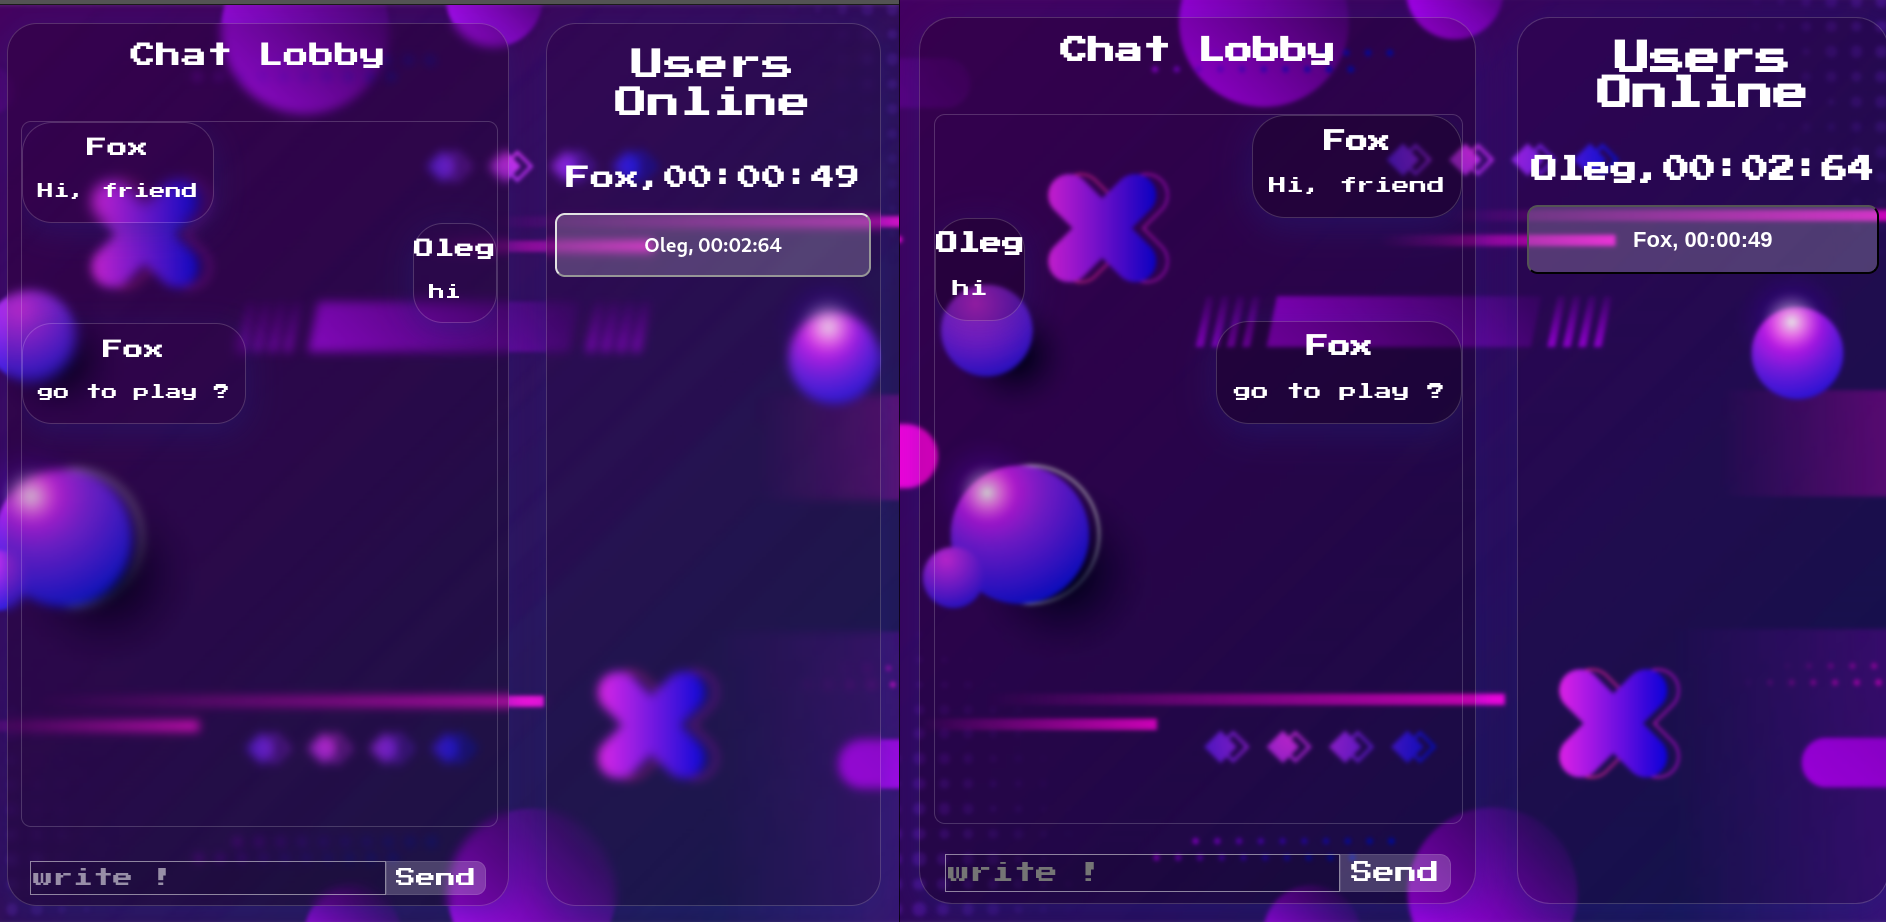 Chat Lobby
Fox
Hi, friend
Oleg
hi
Fox
go to play ?
write !
Send
Users
Online
Fox,00:00:49
Oleg, 00:02:64
Chat Lobby
Fox
Hi, friend
Oleg
hi
Fox
go to play ?
write !
Send
Users
Online
Oleg,00:02:64
Fox, 00:00:49